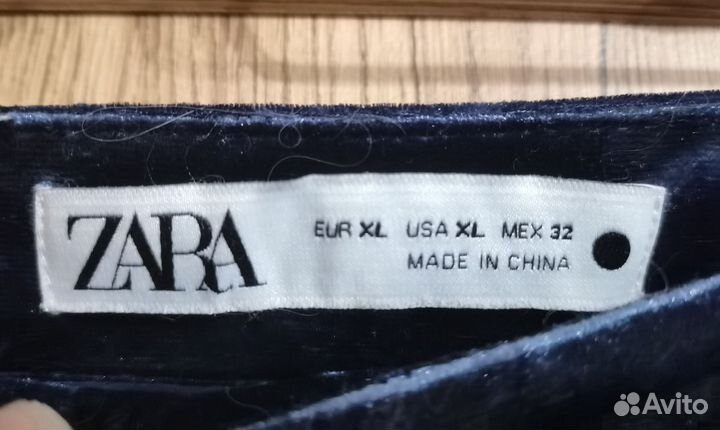 ZARA
EUR XL USA XL MEX 32
MADE IN CHINA
Avito